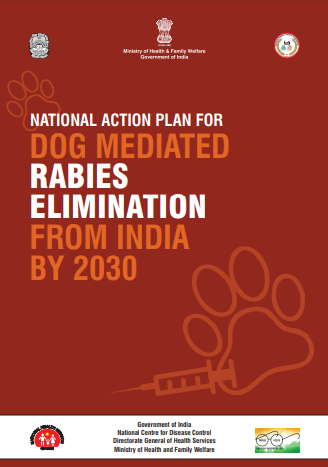 Ministry of Health & Family Welfare
Government of India
NATIONAL ACTION PLAN FOR
DOG MEDIATED
RABIES
ELIMINATION
FROM INDIA
BY 2030
Government of India
National Centre for Disease Control
Directorate General of Health Services
Ministry of Health and Family Welfare